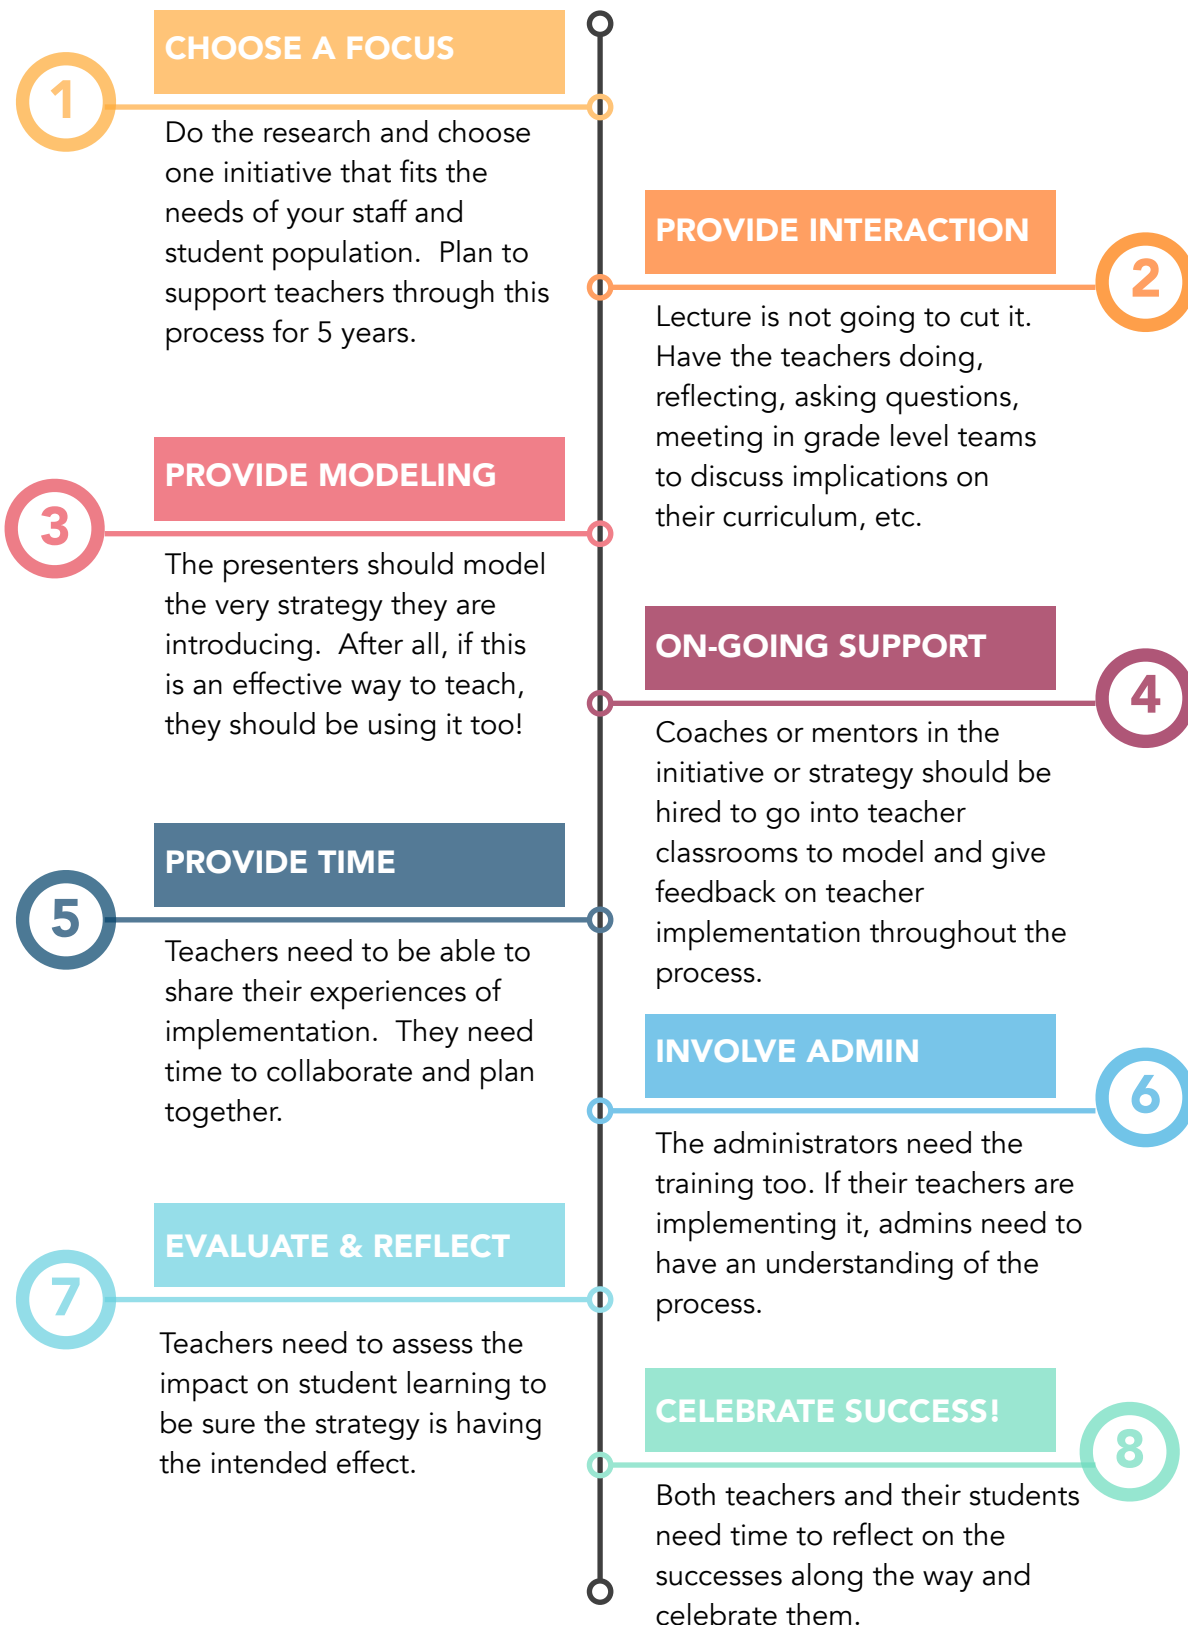 CHOOSE A FOCUS
1
Do the research and choose
one initiative that fits the
needs of your staff and
student population.  Plan to
support teachers through this
process for 5 years.
PROVIDE INTERACTION
2
Lecture is not going to cut it.
Have the teachers doing,
reflecting, asking questions,
meeting in grade level teams
to discuss implications on
their curriculum, etc.
PROVIDE MODELING
3
The presenters should model
the very strategy they are
introducing.  After all, if this
is an effective way to teach,
they should be using it too!
ON-GOING SUPPORT
4
Coaches or mentors in the
initiative or strategy should be
hired to go into teacher
classrooms to model and give
feedback on teacher
implementation throughout the
process.
PROVIDE TIME
5
Teachers need to be able to
share their experiences of
implementation.  They need
time to collaborate and plan
together.
INVOLVE ADMIN
6
The administrators need the
training too. If their teachers are
implementing it, admins need to
have an understanding of the
process.
EVALUATE & REFLECT
7
Teachers need to assess the
impact on student learning to
be sure the strategy is having
the intended effect.
CELEBRATE SUCCESS!
8
Both teachers and their students
need time to reflect on the
successes along the way and
celebrate them.